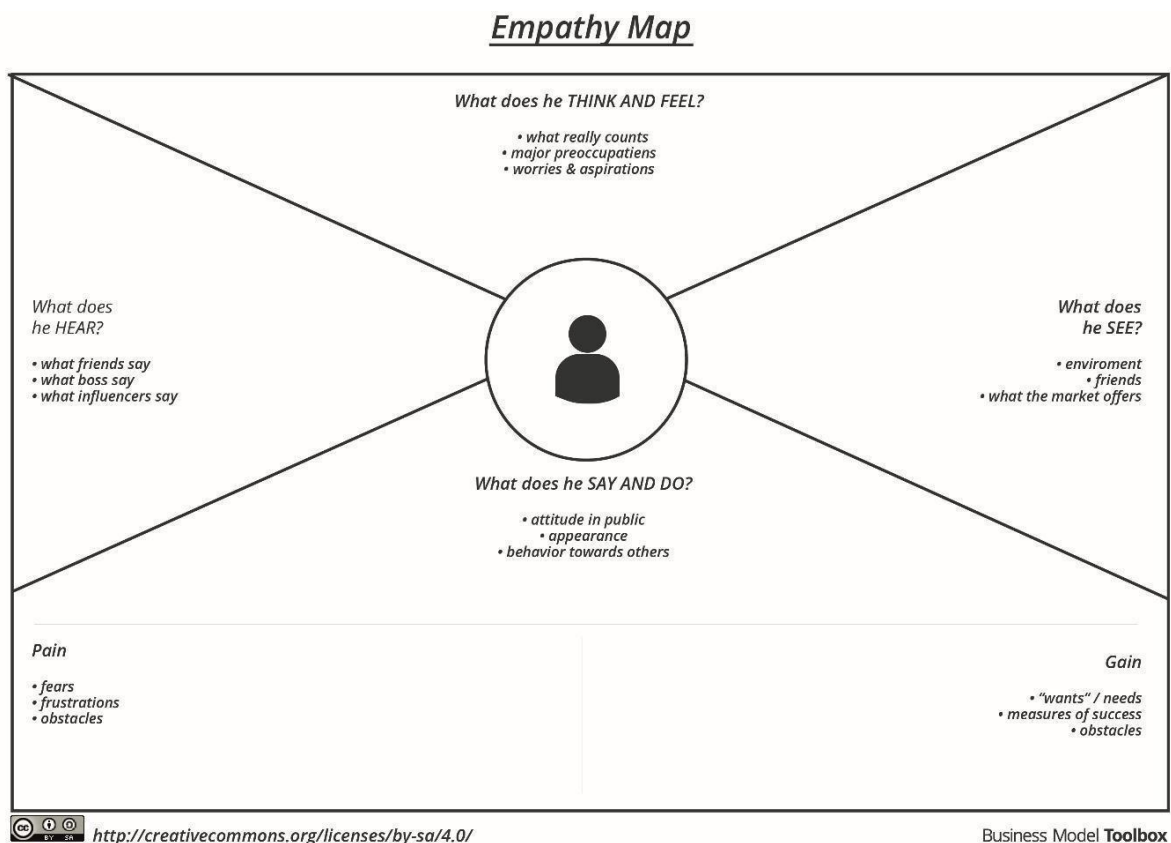 Empathy Map
What does he THINK AND FEEL?
• what really counts
• major preoccupatiens
• worries & aspirations
What does
he HEAR?
• what friends say
• what boss say
• what influencers say
What does
he SEE?
• enviroment
• friends
• what the market offers
What does he SAY AND DO?
• attitude in public
• appearance
• behavior towards others
Pain
• fears
• frustrations
• obstacles
Gain
• “wants“ / needs
• measures of success
• obstacles
cc BY SA http://creativecommons.org/licenses/by-sa/4.0/
Business Model Toolbox